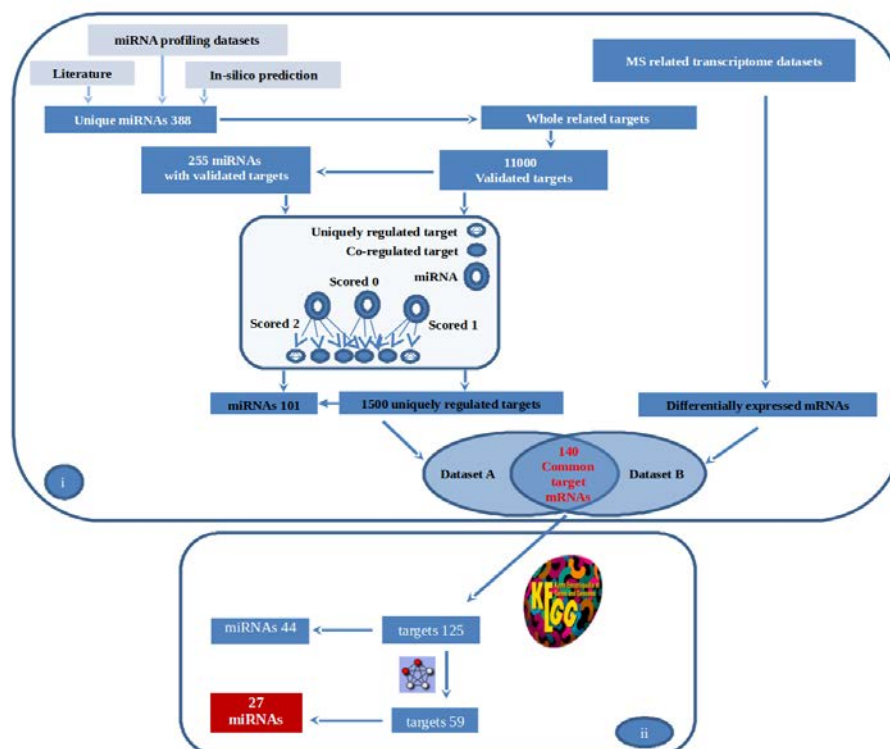 miRNA profiling datasets
Literature
In-silico prediction
MS related transcriptome datasets
Unique miRNAs 388
Whole related targets
255 miRNAs
with validated targets
11000
Validated targets
Uniquely regulated target
Co-regulated target
miRNA
Scored 0
Scored 2
Scored 1
miRNAs 101
1500 uniquely regulated targets
Differentially expressed mRNAs
140
Common
target
mRNAs
Dataset A
Dataset B
i
KEGG
miRNAs 44
targets 125
27
miRNAs
targets 59
ii